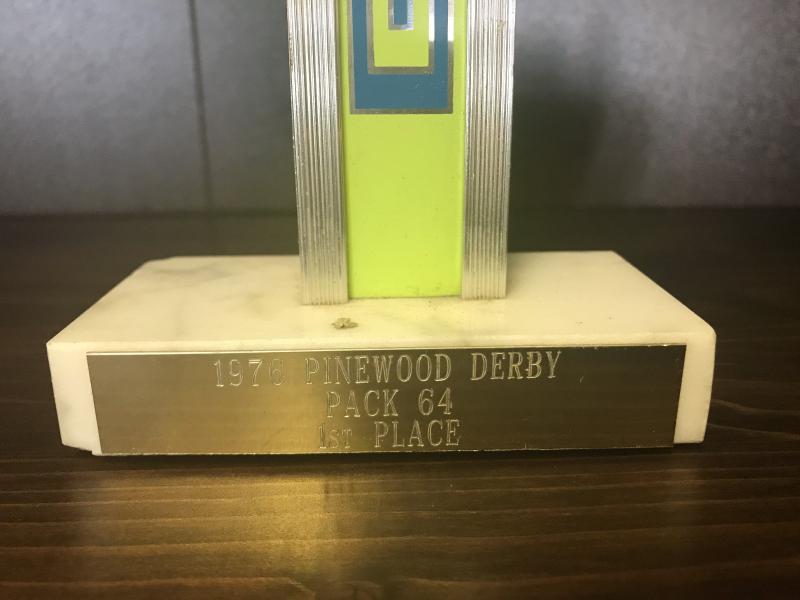 1976 PINEWOOD DERBY
PACK 64
1ST PLACE